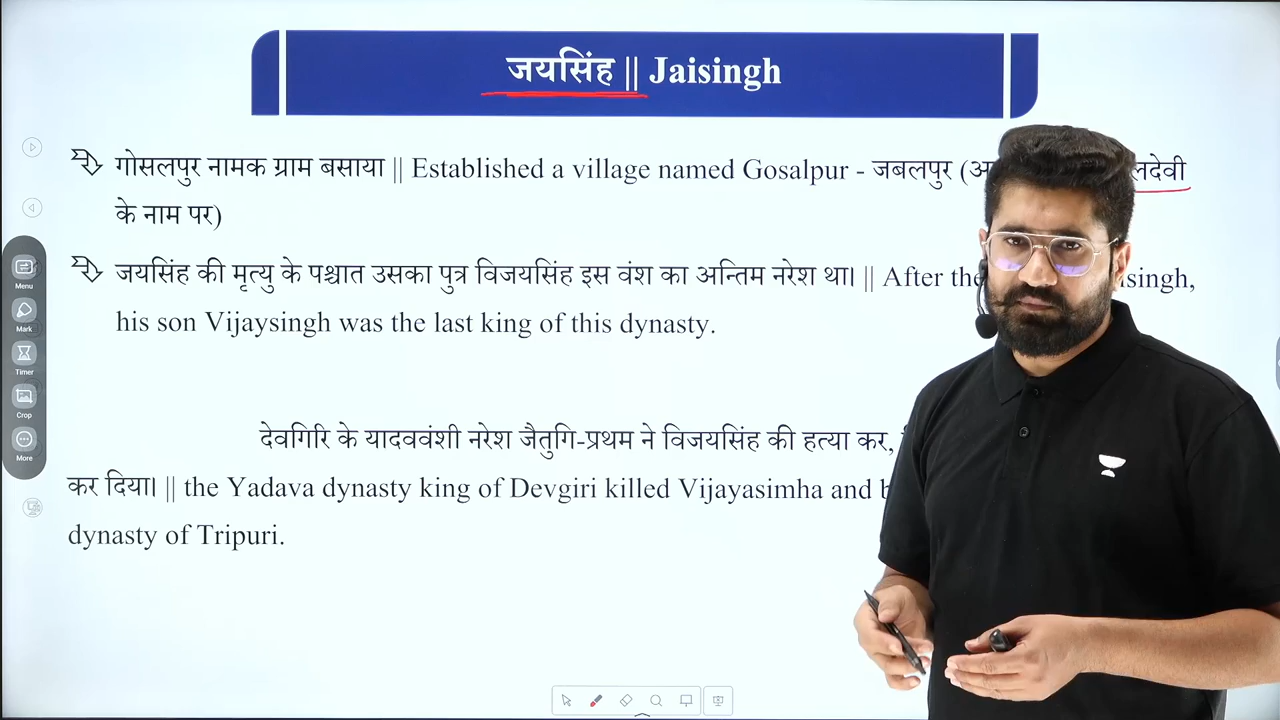 जयसिंह || Jaisingh
गोसलपुर नामक ग्राम बसाया || Established a village named Gosalpur - जबलपुर
के नाम पर)
जयसिंह की मृत्यु के पश्चात उसका पुत्र विजयसिंह इस वंश का अन्तिम नरेश था। || After the
his son Vijaysingh was the last king of this dynasty.
देवगिरि के यादववंशी नरेश जैतुगि-प्रथम ने विजयसिंह की हत्या कर,
कर दिया। || the Yadava dynasty king of Devgiri killed Vijayasimha and
dynasty of Tripuri.
Menu
Mark
Timer
Crop
More